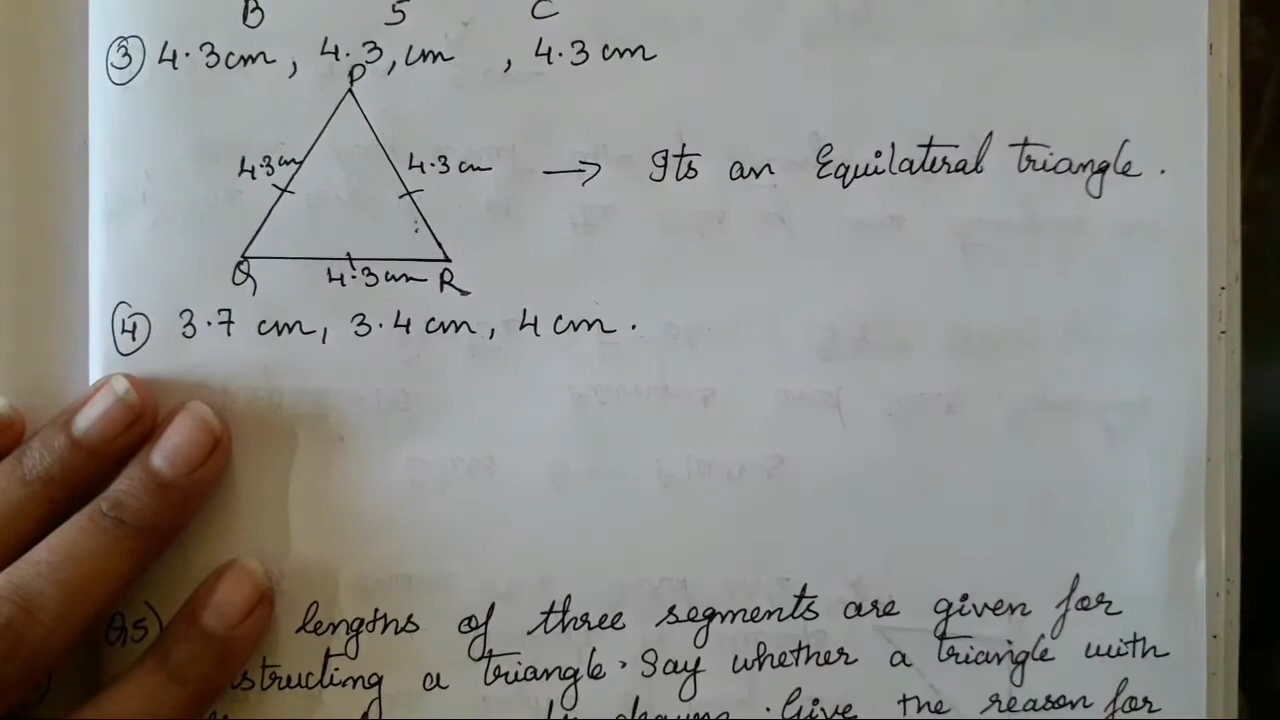 B 5 C
③ 4.3cm, 4.3,cm , 4.3 cm
P
4.3cm 4.3 cm → Its an Equilateral triangle.
Q 4.3cm R
④ 3.7 cm, 3.4 cm, 4 cm.
Q5) lengths of three segments are given for
structing a triangle. Say whether a triangle with
drawn. Give the reason for